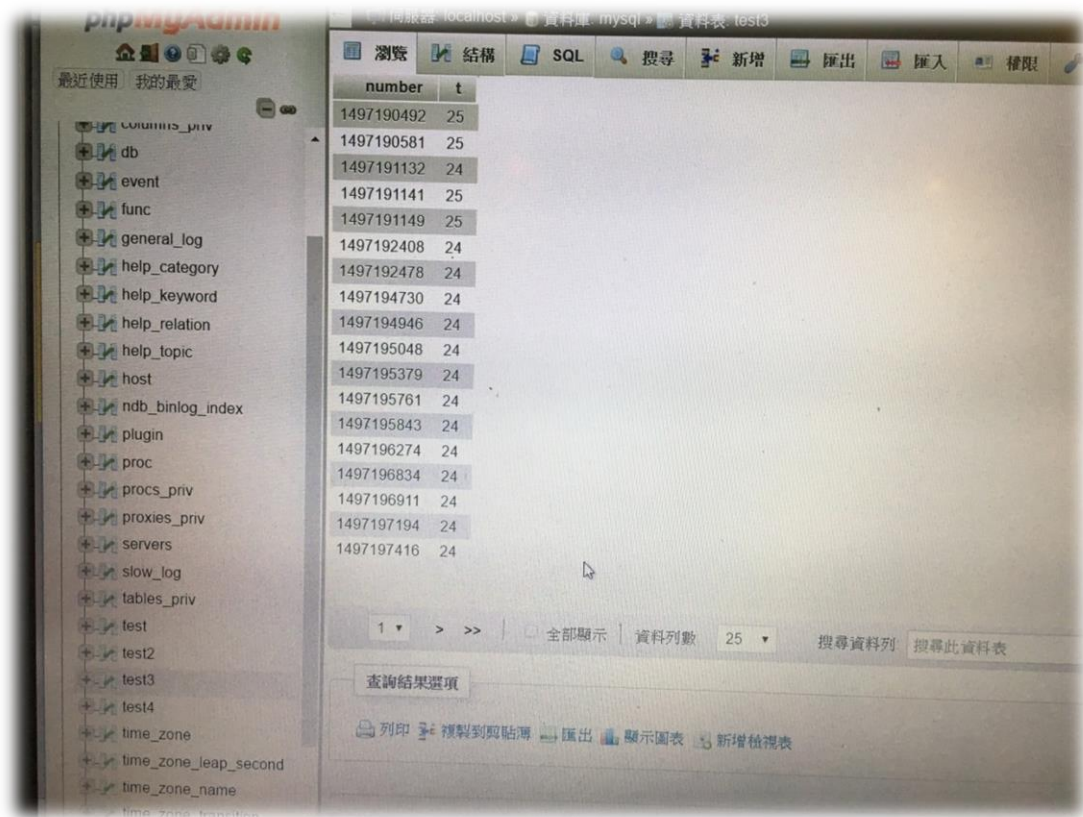 phpMyAdmin
最近使用 我的最愛
columns_priv
db
event
func
general_log
help_category
help_keyword
help_relation
help_topic
host
ndb_binlog_index
plugin
proc
procs_priv
proxies_priv
servers
slow_log
tables_priv
test
test2
test3
test4
time_zone
time_zone_leap_second
time_zone_name
time_zone_transition
伺服器: localhost » 資料庫: mysql » 資料表: test3
瀏覽 結構 SQL 搜尋 新增 匯出 匯入 權限
number t
1497190492 25
1497190581 25
1497191132 24
1497191141 25
1497191149 25
1497192408 24
1497192478 24
1497194730 24
1497194946 24
1497195048 24
1497195379 24
1497195761 24
1497195843 24
1497196274 24
1497196834 24
1497196911 24
1497197194 24
1497197416 24
1 > >> 全部顯示 資料列數 25 搜尋資料列 搜尋此資料表
查詢結果選項
列印 複製到剪貼簿 匯出 顯示圖表 新增檢視表